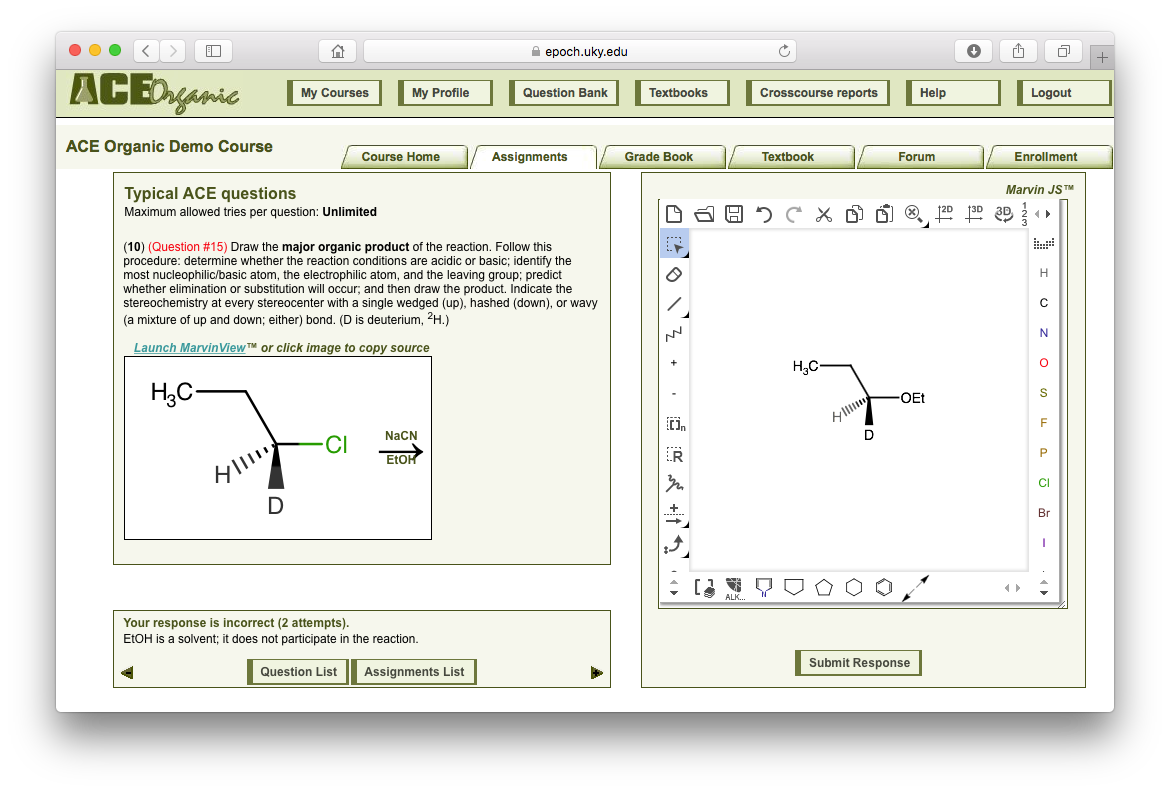 epoch.uky.edu
ACE Organic
My Courses
My Profile
Question Bank
Textbooks
Crosscourse reports
Help
Logout
ACE Organic Demo Course
Course Home
Assignments
Grade Book
Textbook
Forum
Enrollment
Typical ACE questions
Maximum allowed tries per question: Unlimited
(10) (Question #15) Draw the major organic product of the reaction. Follow this
procedure: determine whether the reaction conditions are acidic or basic; identify the
most nucleophilic/basic atom, the electrophilic atom, and the leaving group; predict
whether elimination or substitution will occur; and then draw the product. Indicate the
stereochemistry at every stereocenter with a single wedged (up), hashed (down), or wavy
(a mixture of up and down; either) bond. (D is deuterium, ²H.)
Launch MarvinView™ or click image to copy source
H₃C
Cl
H
D
NaCN
EtOH
Your response is incorrect (2 attempts).
EtOH is a solvent; it does not participate in the reaction.
Question List
Assignments List
Marvin JS™
2D
3D
3D
1
2
3
H
C
N
O
S
F
P
Cl
Br
I
+
-
[ ]n
R
H₃C
OEt
H
D
ALK...
N
Submit Response